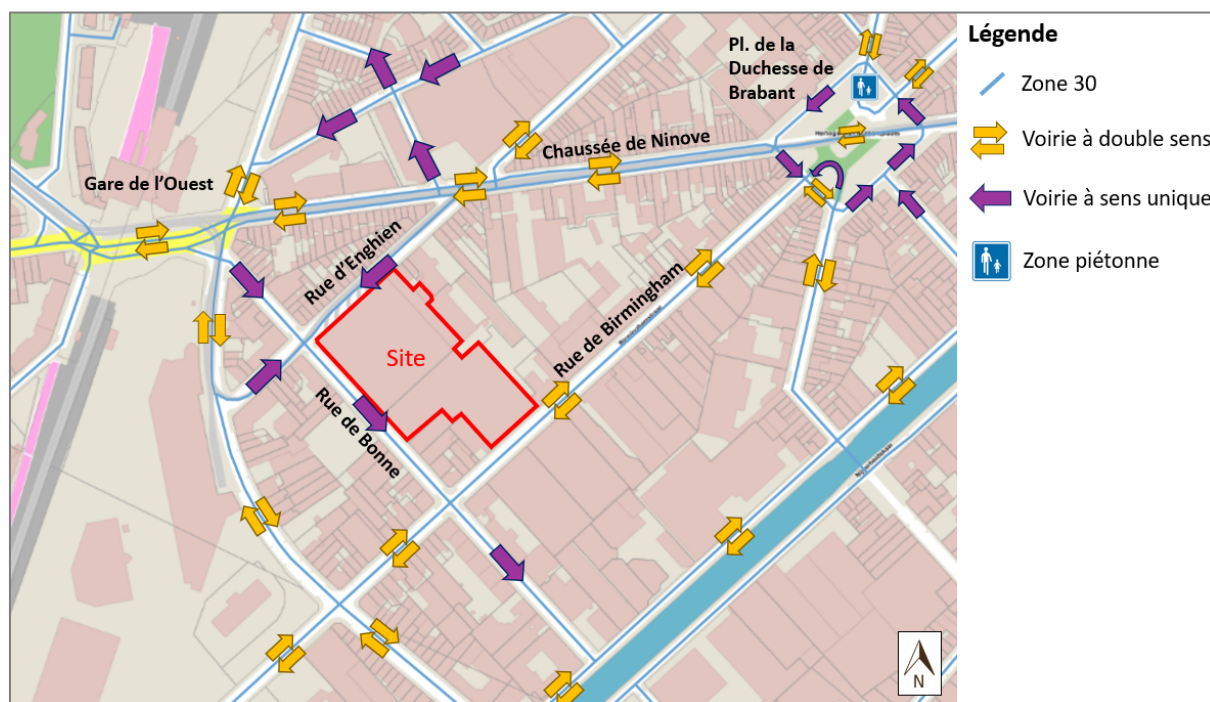 Pl. de la
Duchesse de
Brabant
Chaussée de Ninove
Gare de l'Ouest
Rue d'Enghien
Rue de Birmingham
Site
Rue de Bonne
N
Légende
Zone 30
Voirie à double sens
Voirie à sens unique
Zone piétonne